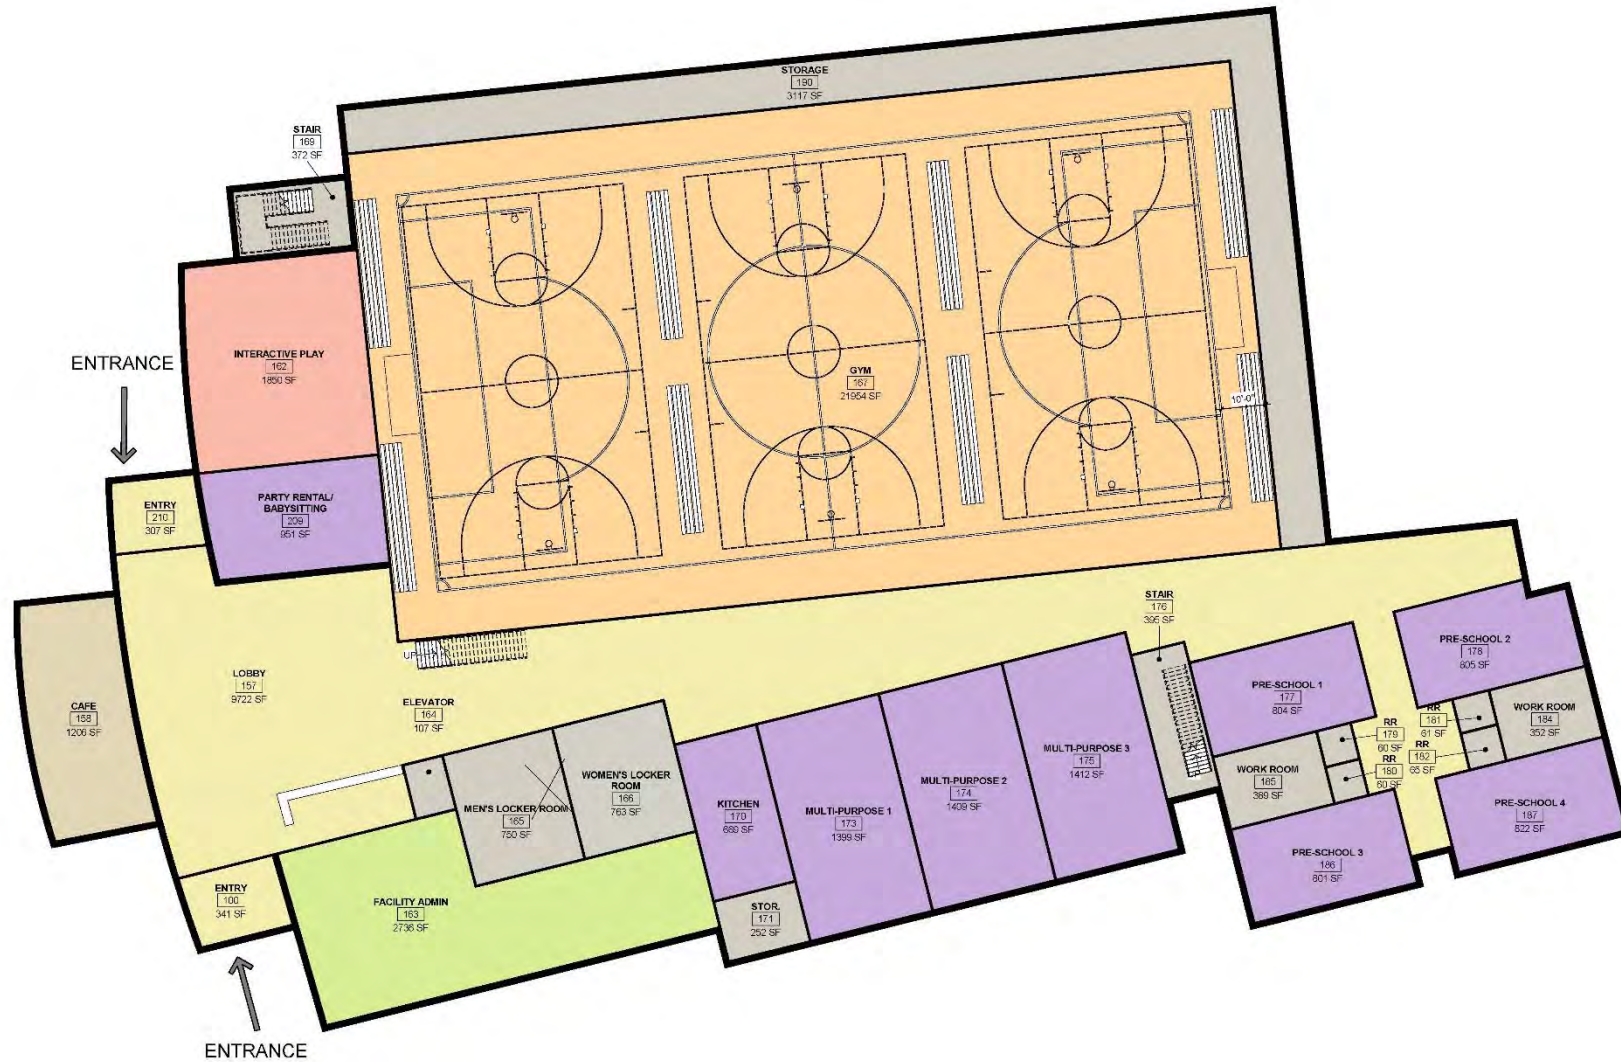 STORAGE
190
3117 SF
STAIR
169
372 SF
INTERACTIVE PLAY
162
1850 SF
ENTRANCE
GYM
167
21954 SF
10'-0"
PARTY RENTAL/
BABYSITTING
209
951 SF
ENTRY
210
307 SF
STAIR
176
395 SF
UP
LOBBY
157
9722 SF
CAFE
158
1206 SF
ELEVATOR
164
107 SF
PRE-SCHOOL 2
178
805 SF
PRE-SCHOOL 1
177
804 SF
WORK ROOM
184
352 SF
RR
181
61 SF
RR
179
60 SF
RR
182
65 SF
RR
180
60 SF
WORK ROOM
185
389 SF
MULTI-PURPOSE 3
175
1412 SF
MULTI-PURPOSE 2
174
1409 SF
MULTI-PURPOSE 1
173
1399 SF
KITCHEN
170
660 SF
WOMEN'S LOCKER
ROOM
166
763 SF
MEN'S LOCKER ROOM
165
750 SF
PRE-SCHOOL 4
187
822 SF
PRE-SCHOOL 3
186
801 SF
ENTRY
100
341 SF
FACILITY ADMIN
163
2736 SF
STOR.
171
252 SF
ENTRANCE